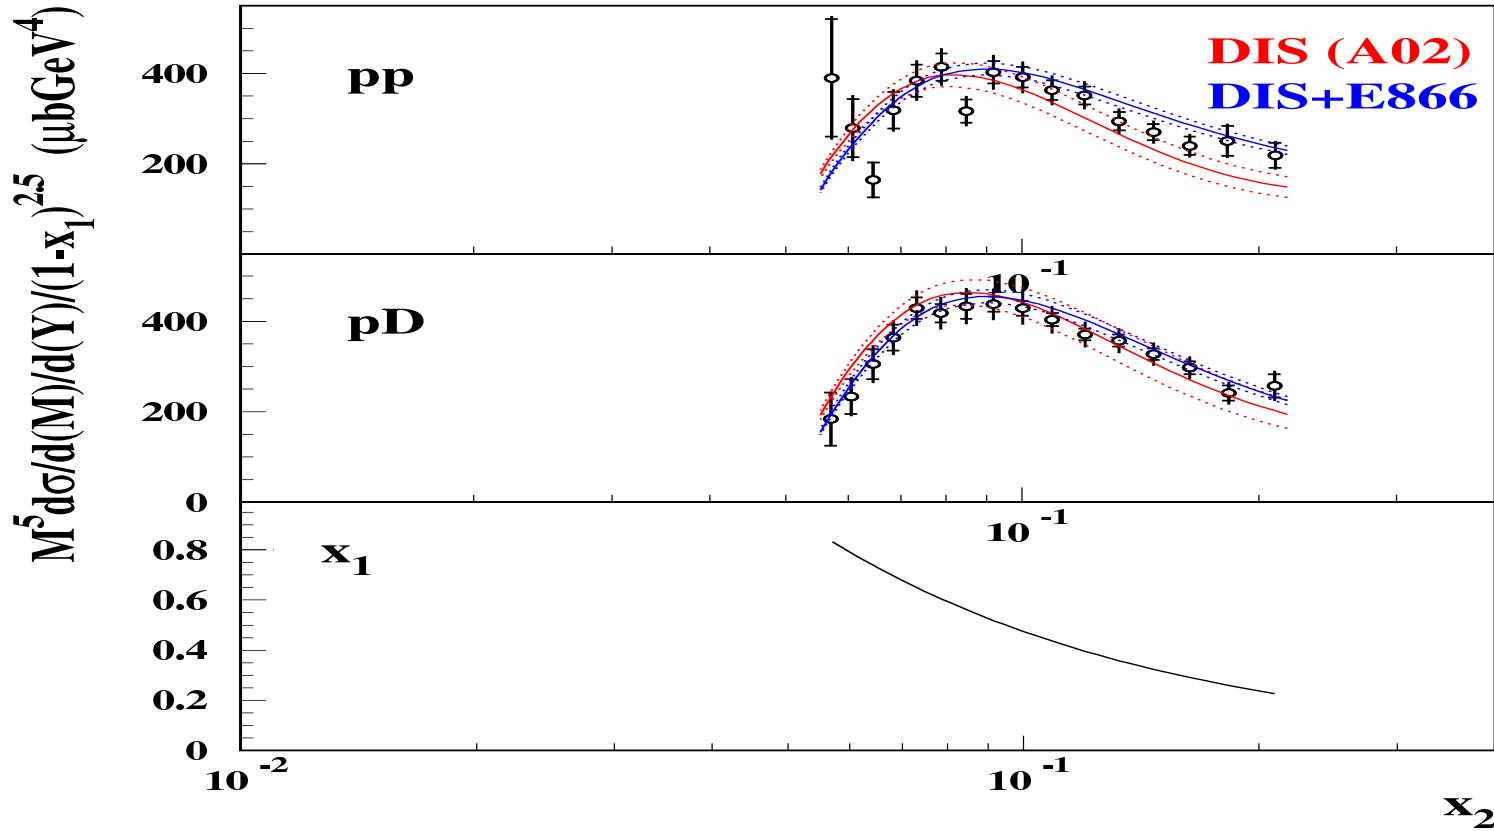 M⁵dσ/d(M)/d(Y)/(1-x₁)²·⁵ (μbGeV⁴)
pp
DIS (A02)
DIS+E866
400
200
10⁻¹
pD
400
200
0
10⁻¹
x₁
0.8
0.6
0.4
0.2
0
10⁻²
10⁻¹
x₂